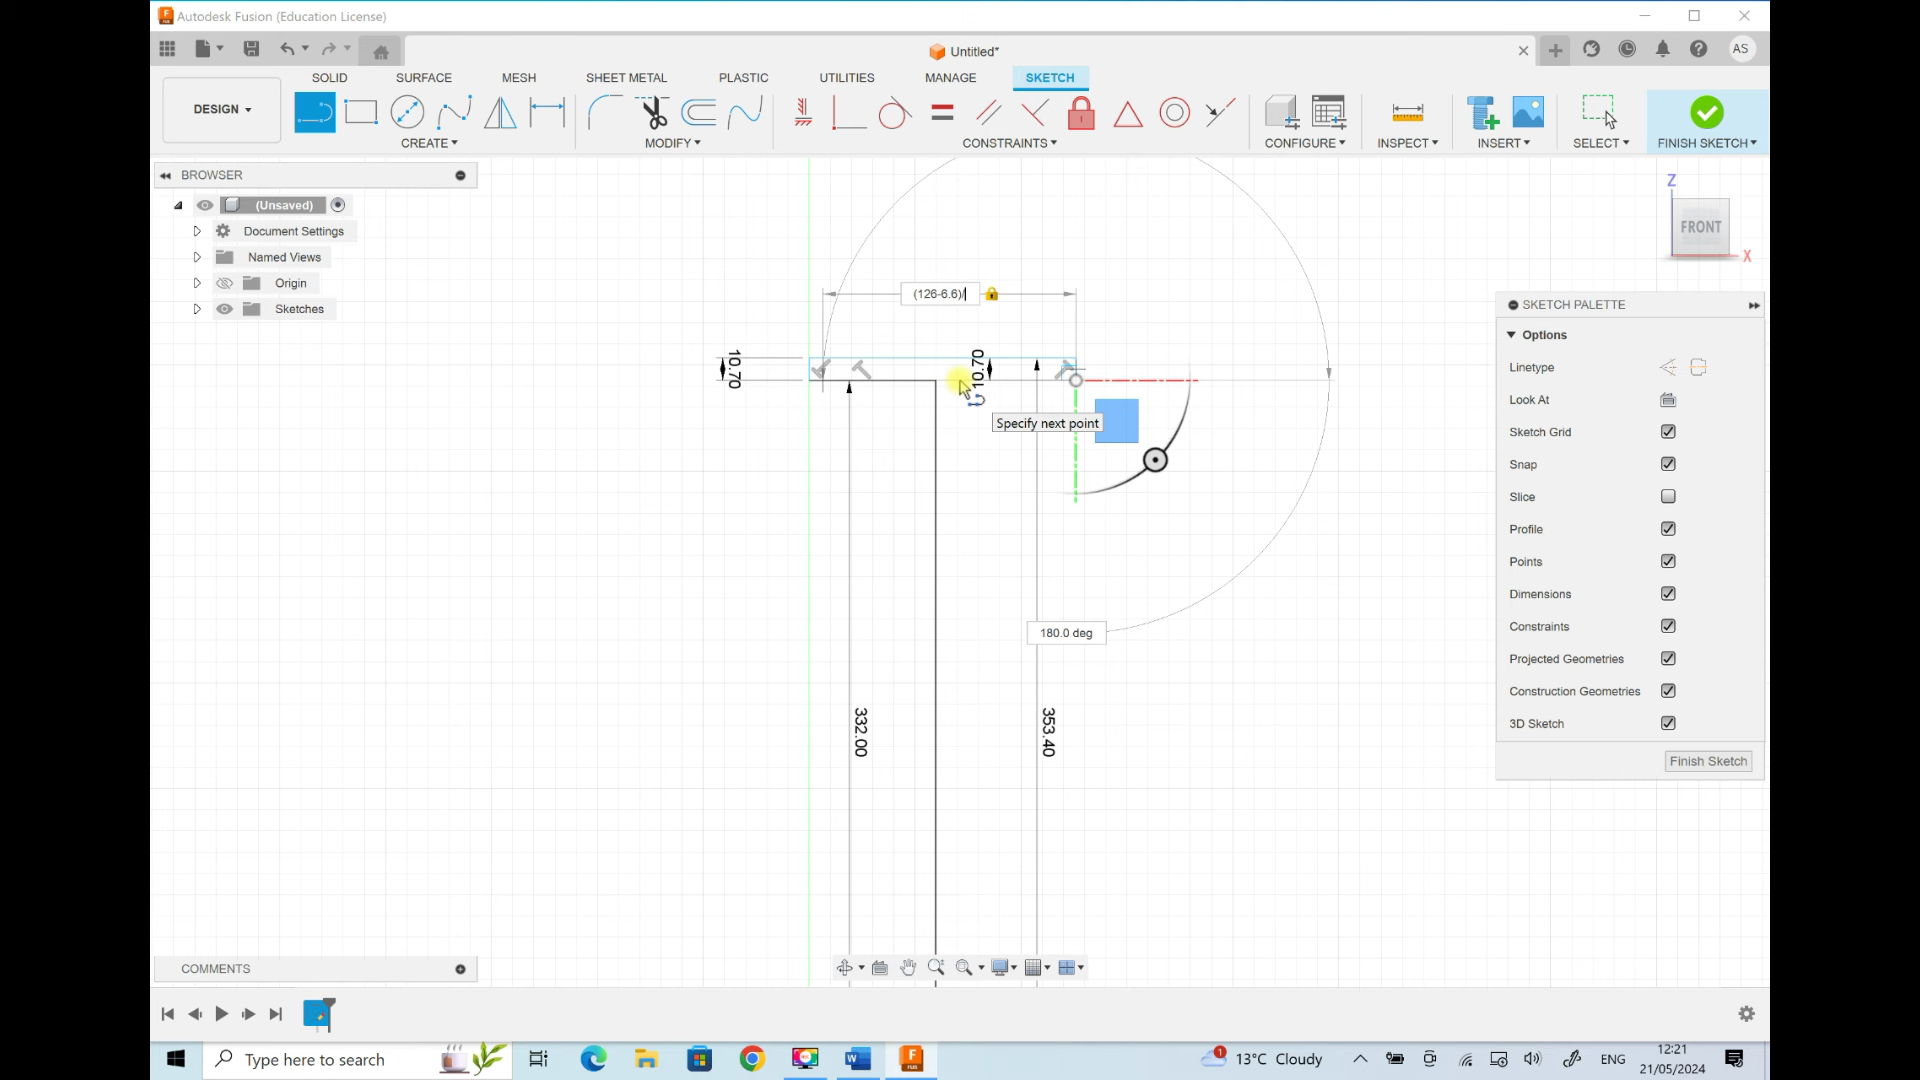 Autodesk Fusion (Education License)
Untitled*
AS
SOLID SURFACE MESH SHEET METAL PLASTIC UTILITIES MANAGE SKETCH
DESIGN
CREATE MODIFY CONSTRAINTS CONFIGURE INSPECT INSERT SELECT FINISH SKETCH
BROWSER
(Unsaved)
Document Settings
Named Views
Origin
Sketches
Z
FRONT
X
(126-6.6)/
10.70
10.70
Specify next point
180.0 deg
332.00
353.40
SKETCH PALETTE
Options
Linetype
Look At
Sketch Grid
Snap
Slice
Profile
Points
Dimensions
Constraints
Projected Geometries
Construction Geometries
3D Sketch
Finish Sketch
COMMENTS
Type here to search
1
13°C Cloudy
ENG
12:21
21/05/2024